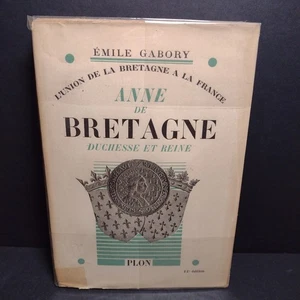 ÉMILE GABORY
L'UNION DE LA BRETAGNE A LA FRANCE
ANNE
DE
BRETAGNE
DUCHESSE ET REINE
PLON